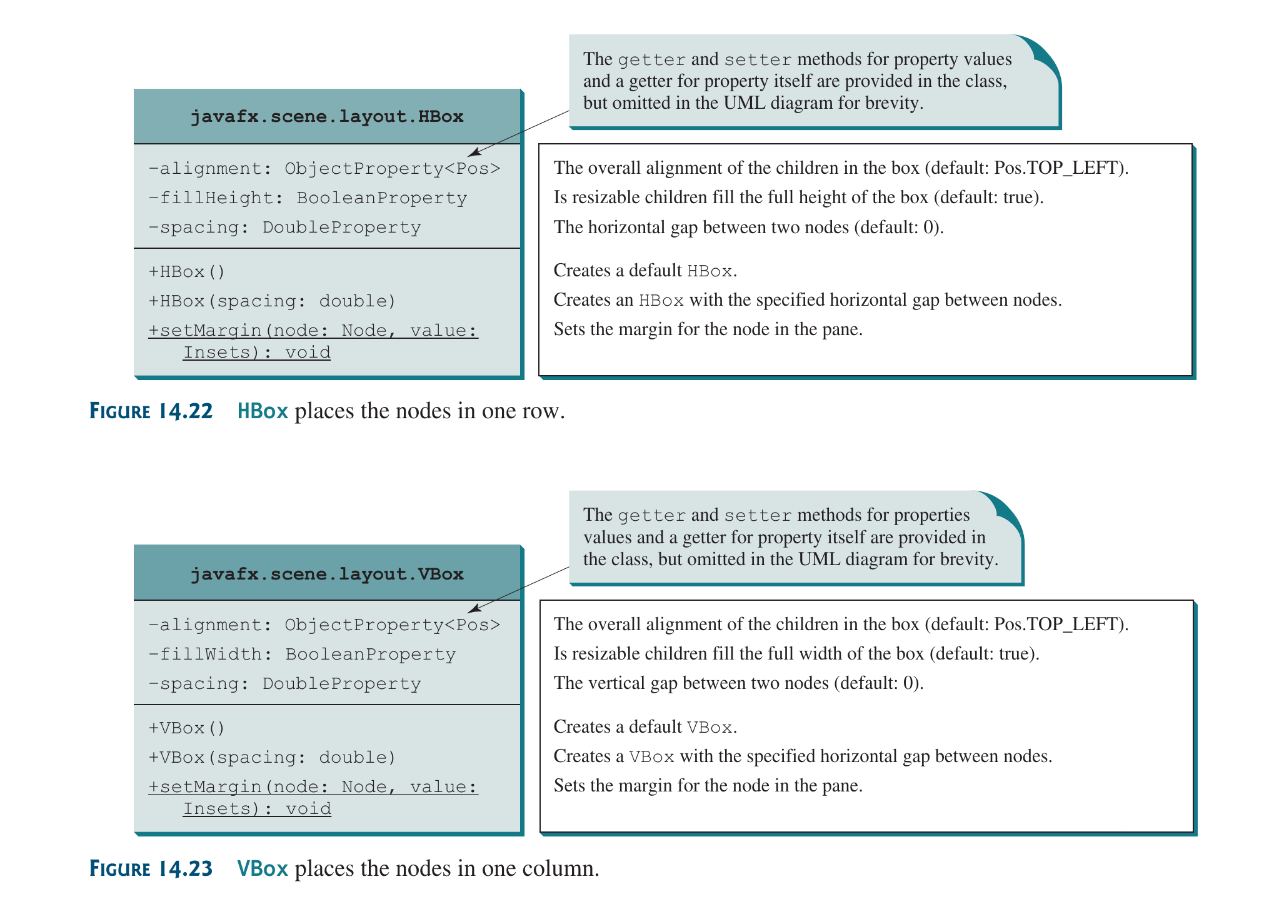 The getter and setter methods for property values
and a getter for property itself are provided in the class,
but omitted in the UML diagram for brevity.
javafx.scene.layout.HBox
-alignment: ObjectProperty<Pos>
-fillHeight: BooleanProperty
-spacing: DoubleProperty
+HBox()
+HBox(spacing: double)
+setMargin(node: Node, value:
Insets): void
The overall alignment of the children in the box (default: Pos.TOP_LEFT).
Is resizable children fill the full height of the box (default: true).
The horizontal gap between two nodes (default: 0).
Creates a default HBox.
Creates an HBox with the specified horizontal gap between nodes.
Sets the margin for the node in the pane.
FIGURE 14.22 HBox places the nodes in one row.
The getter and setter methods for properties
values and a getter for property itself are provided in
the class, but omitted in the UML diagram for brevity.
javafx.scene.layout.VBox
-alignment: ObjectProperty<Pos>
-fillWidth: BooleanProperty
-spacing: DoubleProperty
+VBox()
+VBox(spacing: double)
+setMargin(node: Node, value:
Insets): void
The overall alignment of the children in the box (default: Pos.TOP_LEFT).
Is resizable children fill the full width of the box (default: true).
The vertical gap between two nodes (default: 0).
Creates a default VBox.
Creates a VBox with the specified horizontal gap between nodes.
Sets the margin for the node in the pane.
FIGURE 14.23 VBox places the nodes in one column.